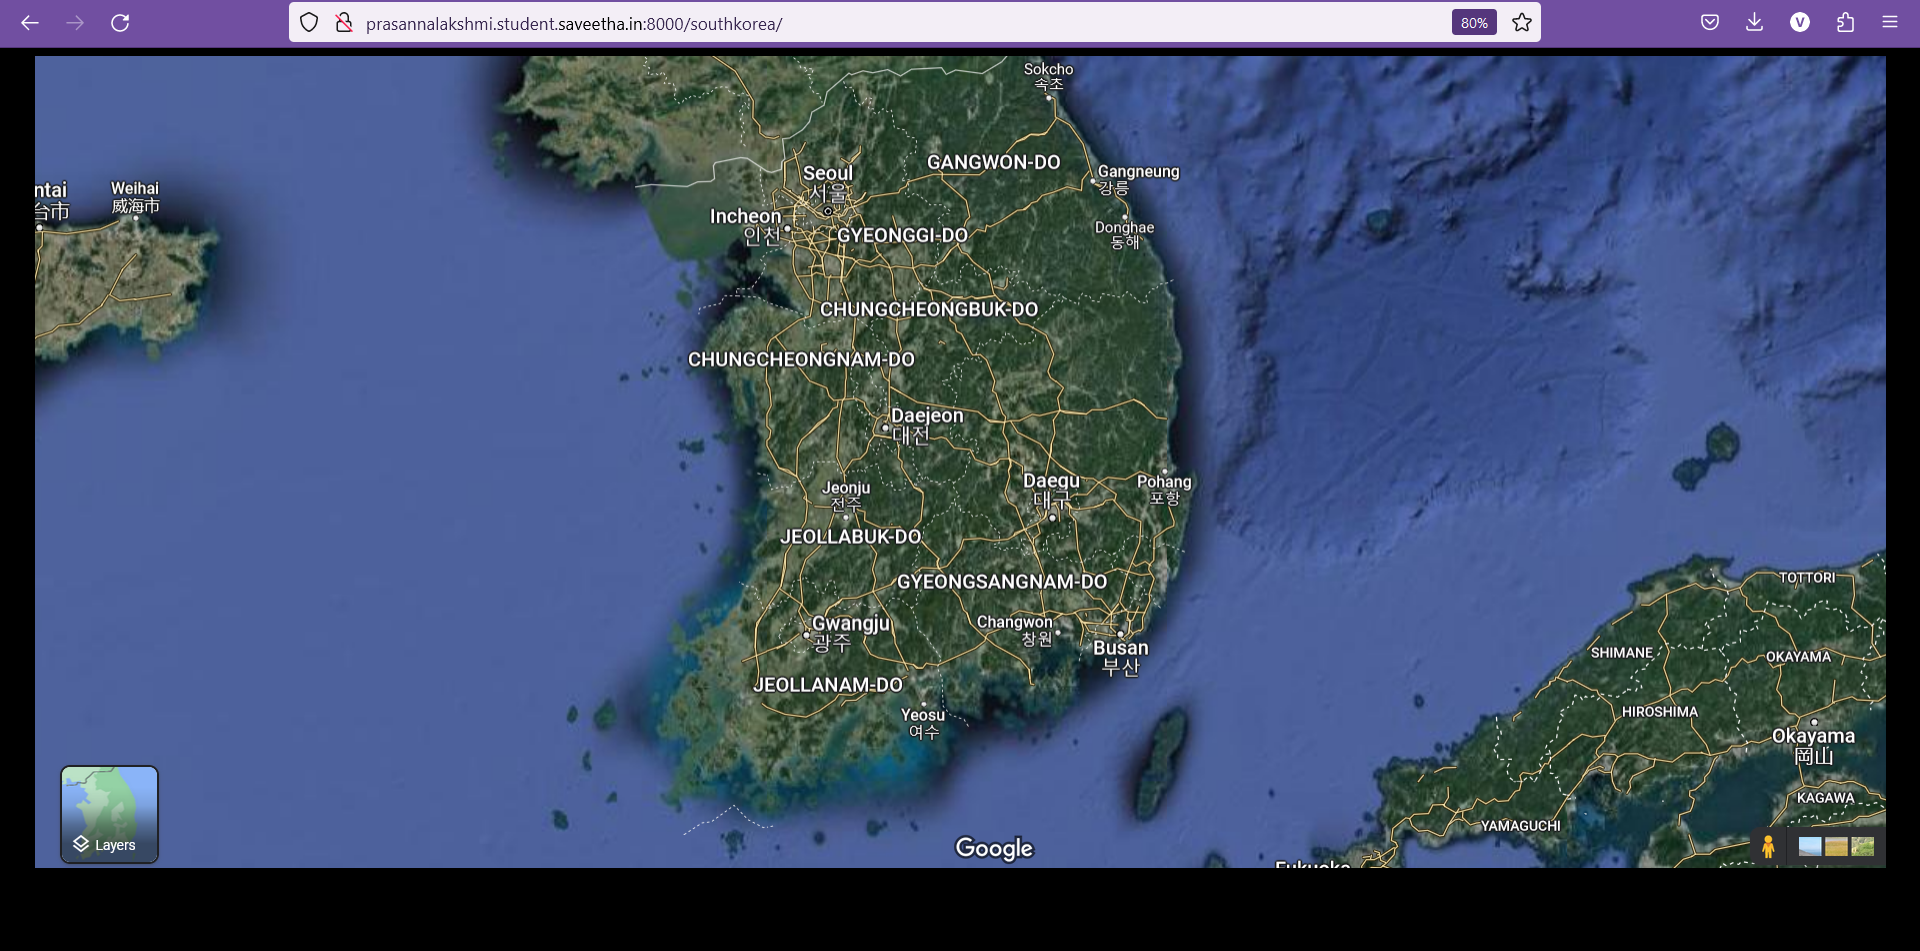 prasannalakshmi.student.saveetha.in:8000/southkorea/
80%
V
Sokcho
속초
GANGWON-DO
Gangneung
강릉
Seoul
서울
ntai
台市
Weihai
威海市
Incheon
인천
GYEONGGI-DO
Donghae
동해
CHUNGCHEONGBUK-DO
CHUNGCHEONGNAM-DO
Daejeon
대전
Daegu
대구
Pohang
포항
Jeonju
전주
JEOLLABUK-DO
GYEONGSANGNAM-DO
TOTTORI
Gwangju
광주
Changwon
창원
Busan
부산
SHIMANE
OKAYAMA
JEOLLANAM-DO
Yeosu
여수
HIROSHIMA
Okayama
岡山
KAGAWA
YAMAGUCHI
Layers
Google
Fukuoka